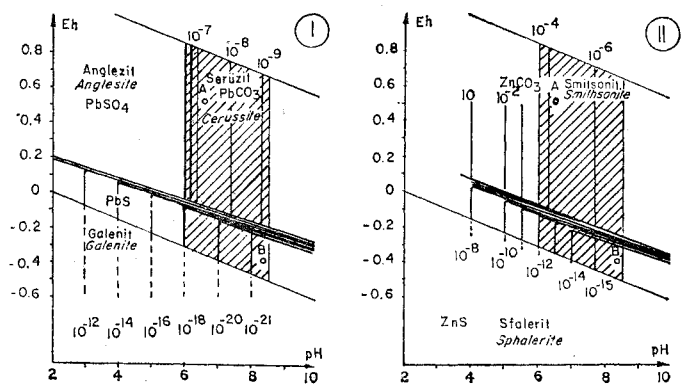 Eh
I
10⁻⁷
10⁻⁸
10⁻⁹
0.8
0.6
-0.4
0.2
0
-0.2
-0.4
-0.6
Anglezit
Anglesite
PbSO₄
Serüzit
A
PbCO₃
Cerussite
PbS
Galenit
Galenite
B
10⁻¹²
10⁻¹⁴
10⁻¹⁶
10⁻¹⁸
10⁻²⁰
10⁻²¹
pH
2
4
6
8
10
Eh
II
10⁻⁴
10⁻⁶
0.8
0.6
0.4
0.2
0
-0.2
-0.4
-0.6
10
10⁻²
ZnCO₃
A
Smitsonit
Smithsonite
B
10⁻⁸
10⁻¹⁰
10⁻¹²
10⁻¹⁴
10⁻¹⁵
ZnS
Sfalerit
Sphalerite
pH
2
4
6
8
10